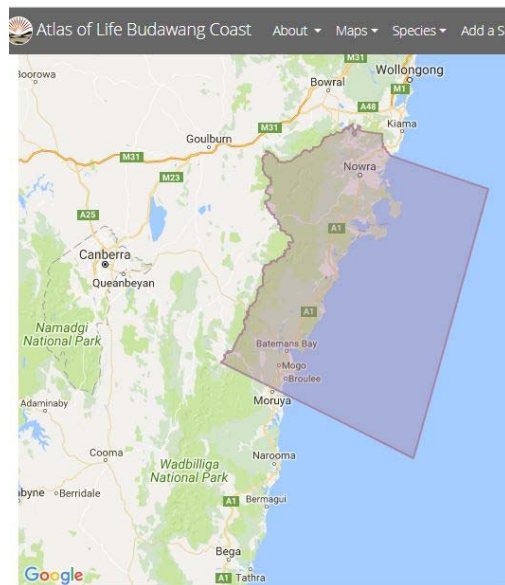 Atlas of Life Budawang Coast About Maps Species Add a S
M31
Boorowa
Wollongong
Bowral
M1
A48
M31
Kiama
Goulburn
M31
Nowra
M23
A25
A1
Canberra
Queanbeyan
A1
Namadgi
National Park
Batemans Bay
Mogo
Broulee
Adaminaby
Moruya
Cooma
Narooma
Wadbilliga
National Park
byne Berridale
A1
Bermagui
Bega
Google
Tathra